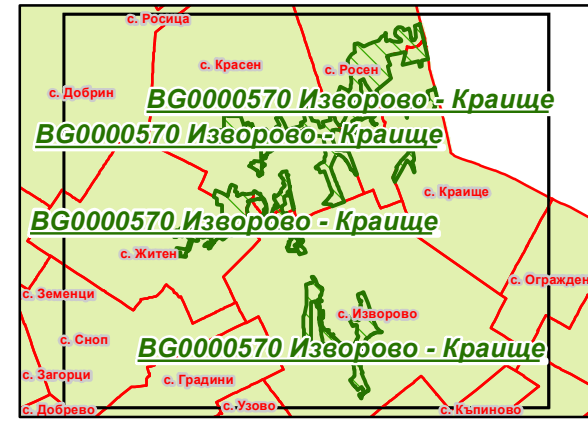 с. Росица
с. Красен
с. Росен
с. Добрин
BG0000570 Изворово - Краище
BG0000570 Изворово - Краище
с. Краище
BG0000570 Изворово - Краище
с. Житен
с. Огражден
с. Земенци
с. Изворово
с. Сноп
BG0000570 Изворово - Краище
с. Загорци
с. Градини
с. Добрево
с. Узово
с. Къпиново